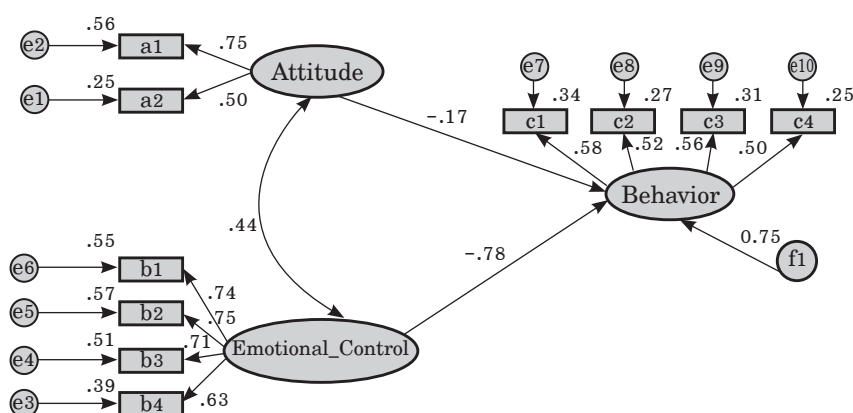 e2
.56
a1
.75
e1
.25
a2
.50
Attitude
-.17
e7
e8
e9
e10
.34
.27
.31
.25
c1
c2
c3
c4
.58
.52
.56
.50
Behavior
0.75
f1
.44
-.78
e6
.55
b1
.74
e5
.57
b2
.75
e4
.51
b3
.71
e3
.39
b4
.63
Emotional_Control